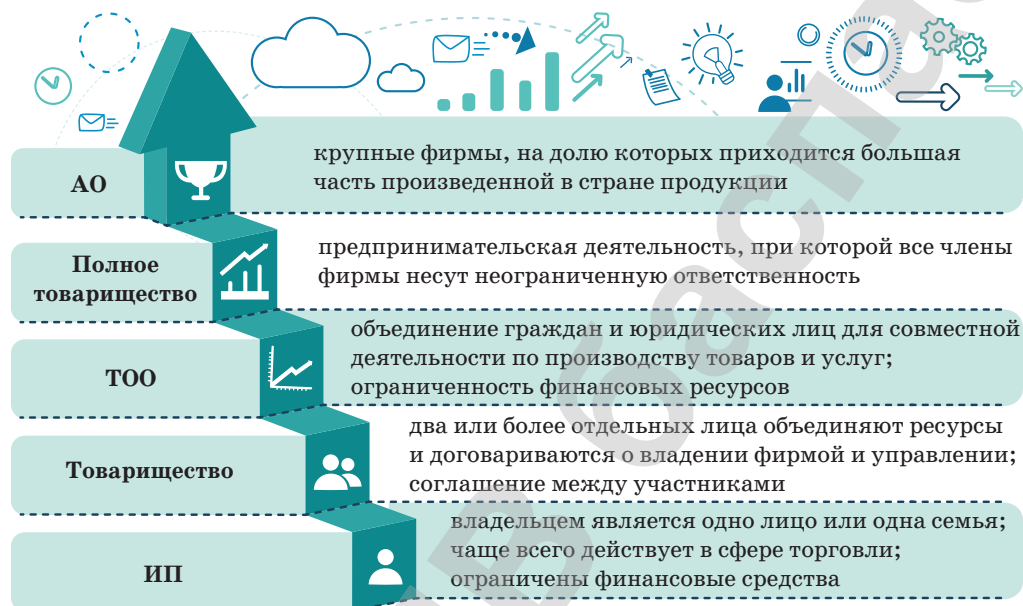 АО
крупные фирмы, на долю которых приходится большая
часть произведенной в стране продукции
Полное
товарищество
предпринимательская деятельность, при которой все члены
фирмы несут неограниченную ответственность
ТОО
объединение граждан и юридических лиц для совместной
деятельности по производству товаров и услуг;
ограниченность финансовых ресурсов
Товарищество
два или более отдельных лица объединяют ресурсы
и договариваются о владении фирмой и управлении;
соглашение между участниками
ИП
владельцем является одно лицо или одна семья;
чаще всего действует в сфере торговли;
ограничены финансовые средства
баспа